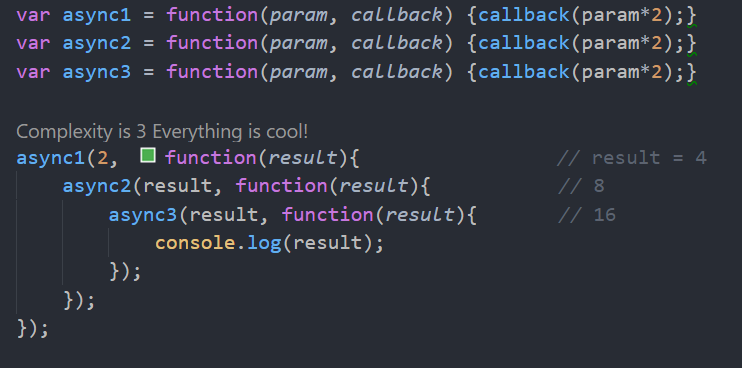 var async1 = function(param, callback) {callback(param*2);}
var async2 = function(param, callback) {callback(param*2);}
var async3 = function(param, callback) {callback(param*2);}
Complexity is 3 Everything is cool!
async1(2, function(result){ // result = 4
async2(result, function(result){ // 8
async3(result, function(result){ // 16
console.log(result);
});
});
});